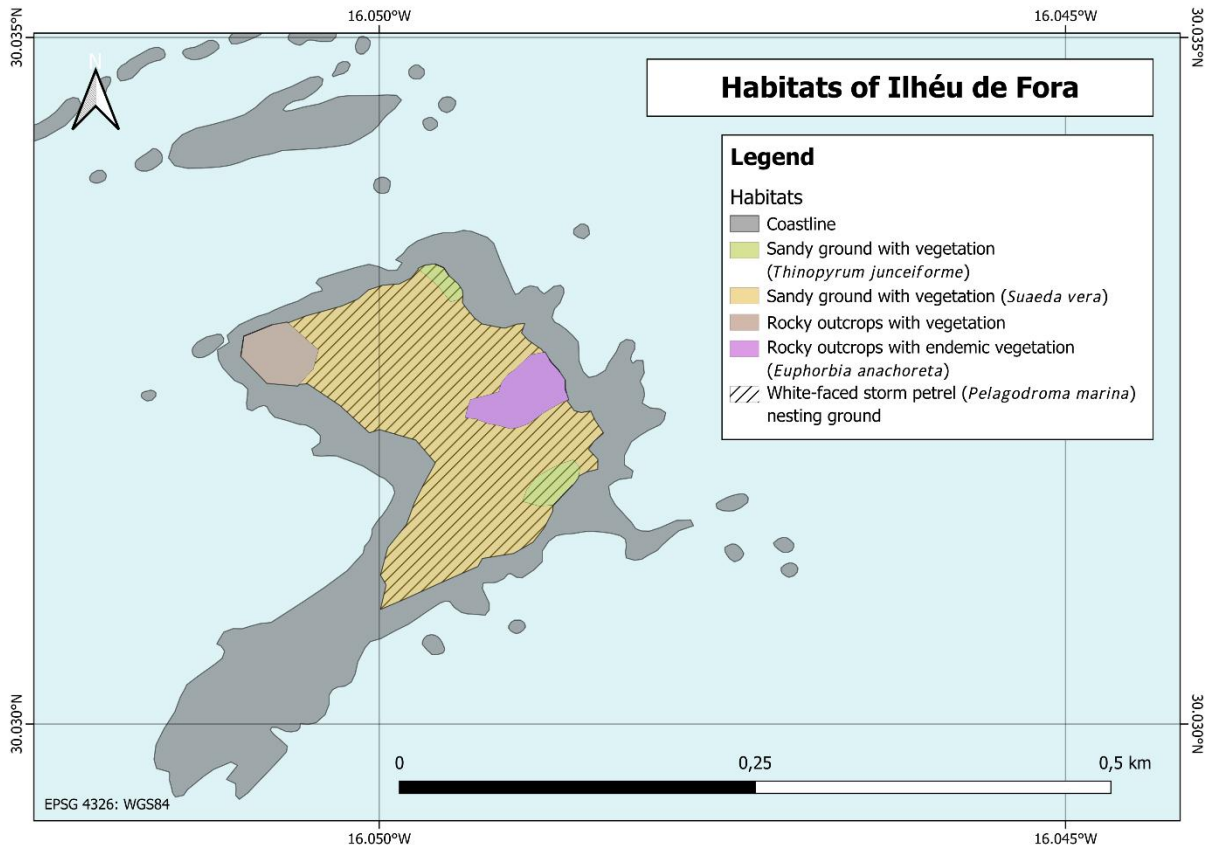 16.050°W
16.045°W
30.035°N
30.035°N
N
Habitats of Ilhéu de Fora
Legend
Habitats
Coastline
Sandy ground with vegetation
(Thinopyrum junceiforme)
Sandy ground with vegetation (Suaeda vera)
Rocky outcrops with vegetation
Rocky outcrops with endemic vegetation
(Euphorbia anachoreta)
White-faced storm petrel (Pelagodroma marina)
nesting ground
30.030°N
30.030°N
0
0,25
0,5 km
EPSG 4326: WGS84
16.050°W
16.045°W